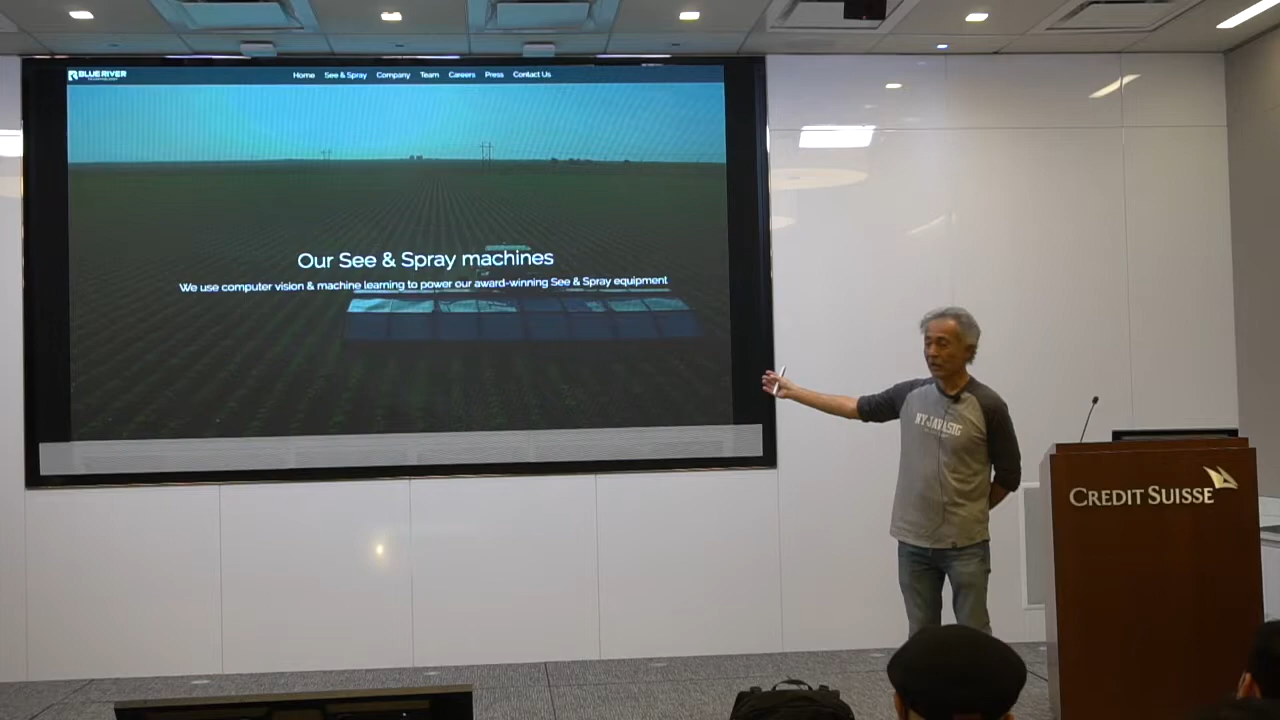 BLUE RIVER
Home See & Spray Company Team Careers Press Contact Us
Our See & Spray machines
We use computer vision & machine learning to power our award-winning See & Spray equipment
NY JAVASIG
CREDIT SUISSE